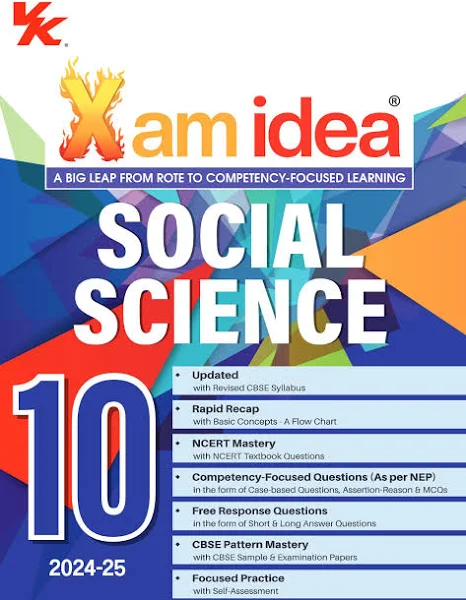 VK®
Xam idea®
A BIG LEAP FROM ROTE TO COMPETENCY-FOCUSED LEARNING
SOCIAL
SCIENCE
10
2024-25
• Updated
with Revised CBSE Syllabus
• Rapid Recap
with Basic Concepts - A Flow Chart
• NCERT Mastery
with NCERT Textbook Questions
• Competency-Focused Questions (As per NEP)
in the form of Case-based Questions, Assertion-Reason & MCQs
• Free Response Questions
in the form of Short & Long Answer Questions
• CBSE Pattern Mastery
with CBSE Sample & Examination Papers
• Focused Practice
with Self-Assessment